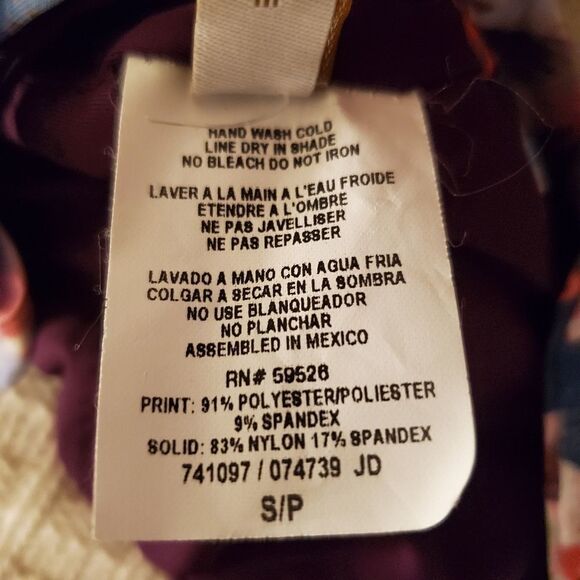 HAND WASH COLD
LINE DRY IN SHADE
NO BLEACH DO NOT IRON
LAVER A LA MAIN A L'EAU FROIDE
ETENDRE A L'OMBRE
NE PAS JAVELLISER
NE PAS REPASSER
LAVADO A MANO CON AGUA FRIA
COLGAR A SECAR EN LA SOMBRA
NO USE BLANQUEADOR
NO PLANCHAR
ASSEMBLED IN MEXICO
RN# 59526
PRINT: 91% POLYESTER/POLIESTER
9% SPANDEX
SOLID: 83% NYLON 17% SPANDEX
741097 / 074739 JD
S/P